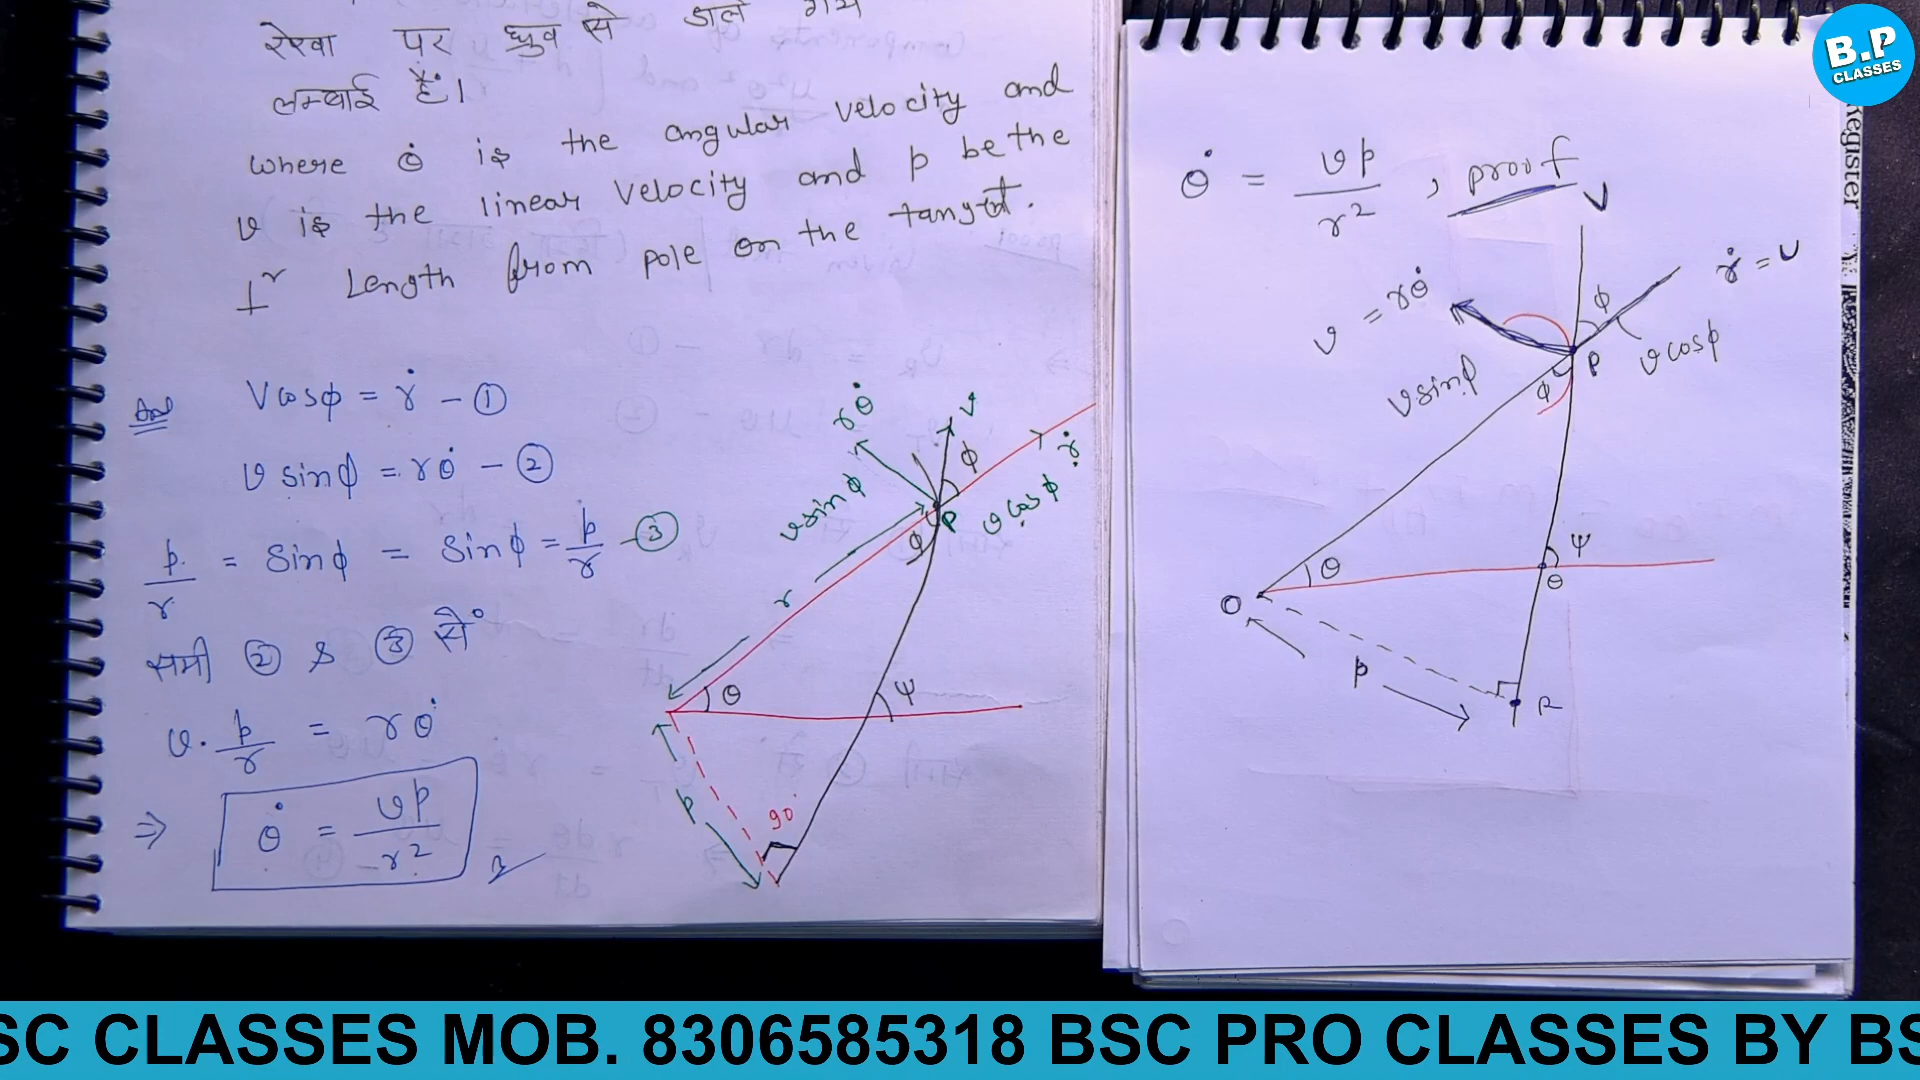 रेखा पर ध्रुव से डाले गये
लम्बाई है।
where θ̇ is the angular velocity and
v is the linear velocity and p be the
⊥r Length from pole on the tangent.
Ans
Vcosϕ = ṙ - ①
v sinϕ = rθ̇ - ②
p/r = sinϕ = sinϕ = p/r - ③
समी ② & ③ से
v. p/r = rθ̇
⇒ θ̇ = vp/r²
rθ̇
V
ϕ
ṙ
v sinϕ
v cosϕ
P
ϕ
r
θ
ψ
p
90°
θ̇ = vp/r² , proof
V
ṙ = u
v = rθ̇
ϕ
v cosϕ
P
v sinϕ
ϕ
ψ
θ
O
θ
p
R
B.P
CLASSES
Register
SC CLASSES MOB. 8306585318 BSC PRO CLASSES BY BS